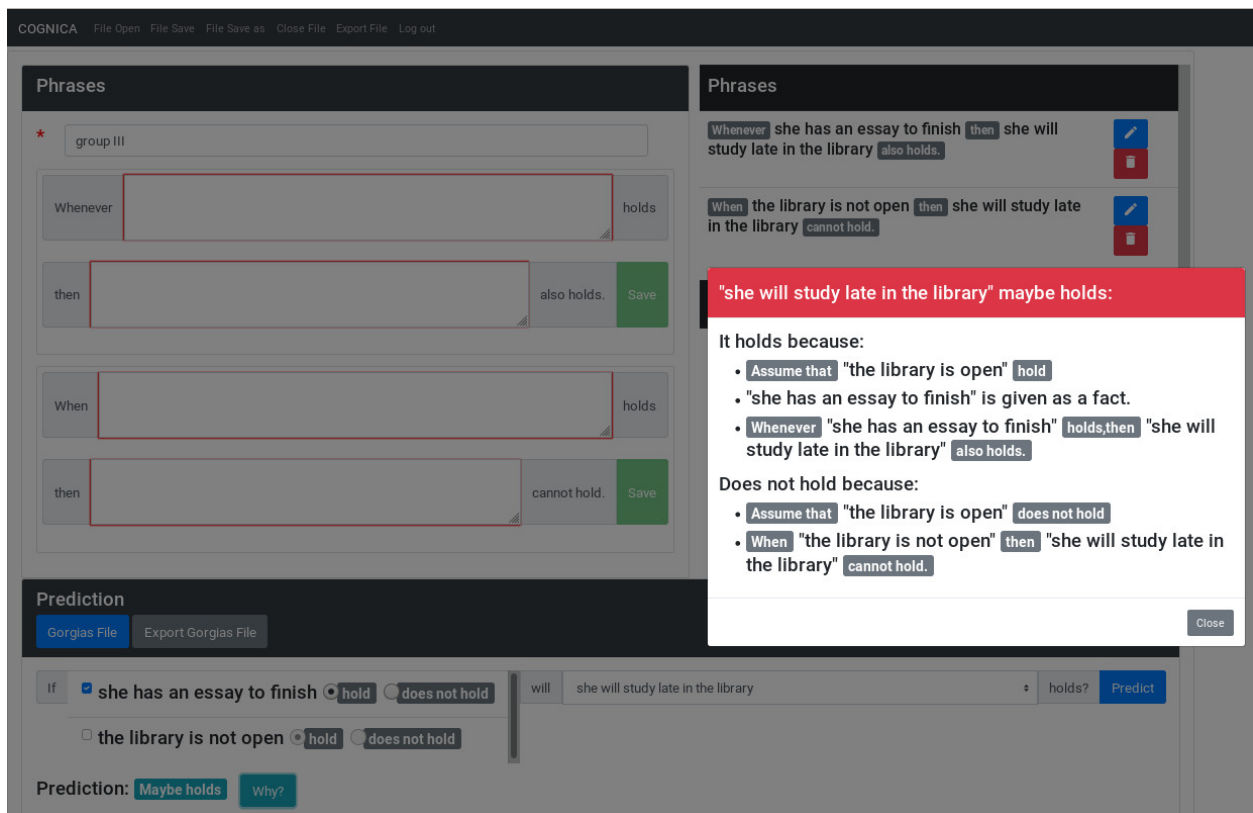 COGNICA File Open File Save File Save as Close File Export File Log out
Phrases
* group III
Whenever holds
then also holds. Save
When holds
then cannot hold. Save
Phrases
Whenever she has an essay to finish then she will
study late in the library also holds.
When the library is not open then she will study late
in the library cannot hold.
"she will study late in the library" maybe holds:
It holds because:
• Assume that "the library is open" hold
• "she has an essay to finish" is given as a fact.
• Whenever "she has an essay to finish" holds,then "she will
study late in the library" also holds.
Does not hold because:
• Assume that "the library is open" does not hold
• When "the library is not open" then "she will study late in
the library" cannot hold.
Close
Prediction
Gorgias File Export Gorgias File
If she has an essay to finish hold does not hold will she will study late in the library holds? Predict
the library is not open hold does not hold
Prediction: Maybe holds Why?